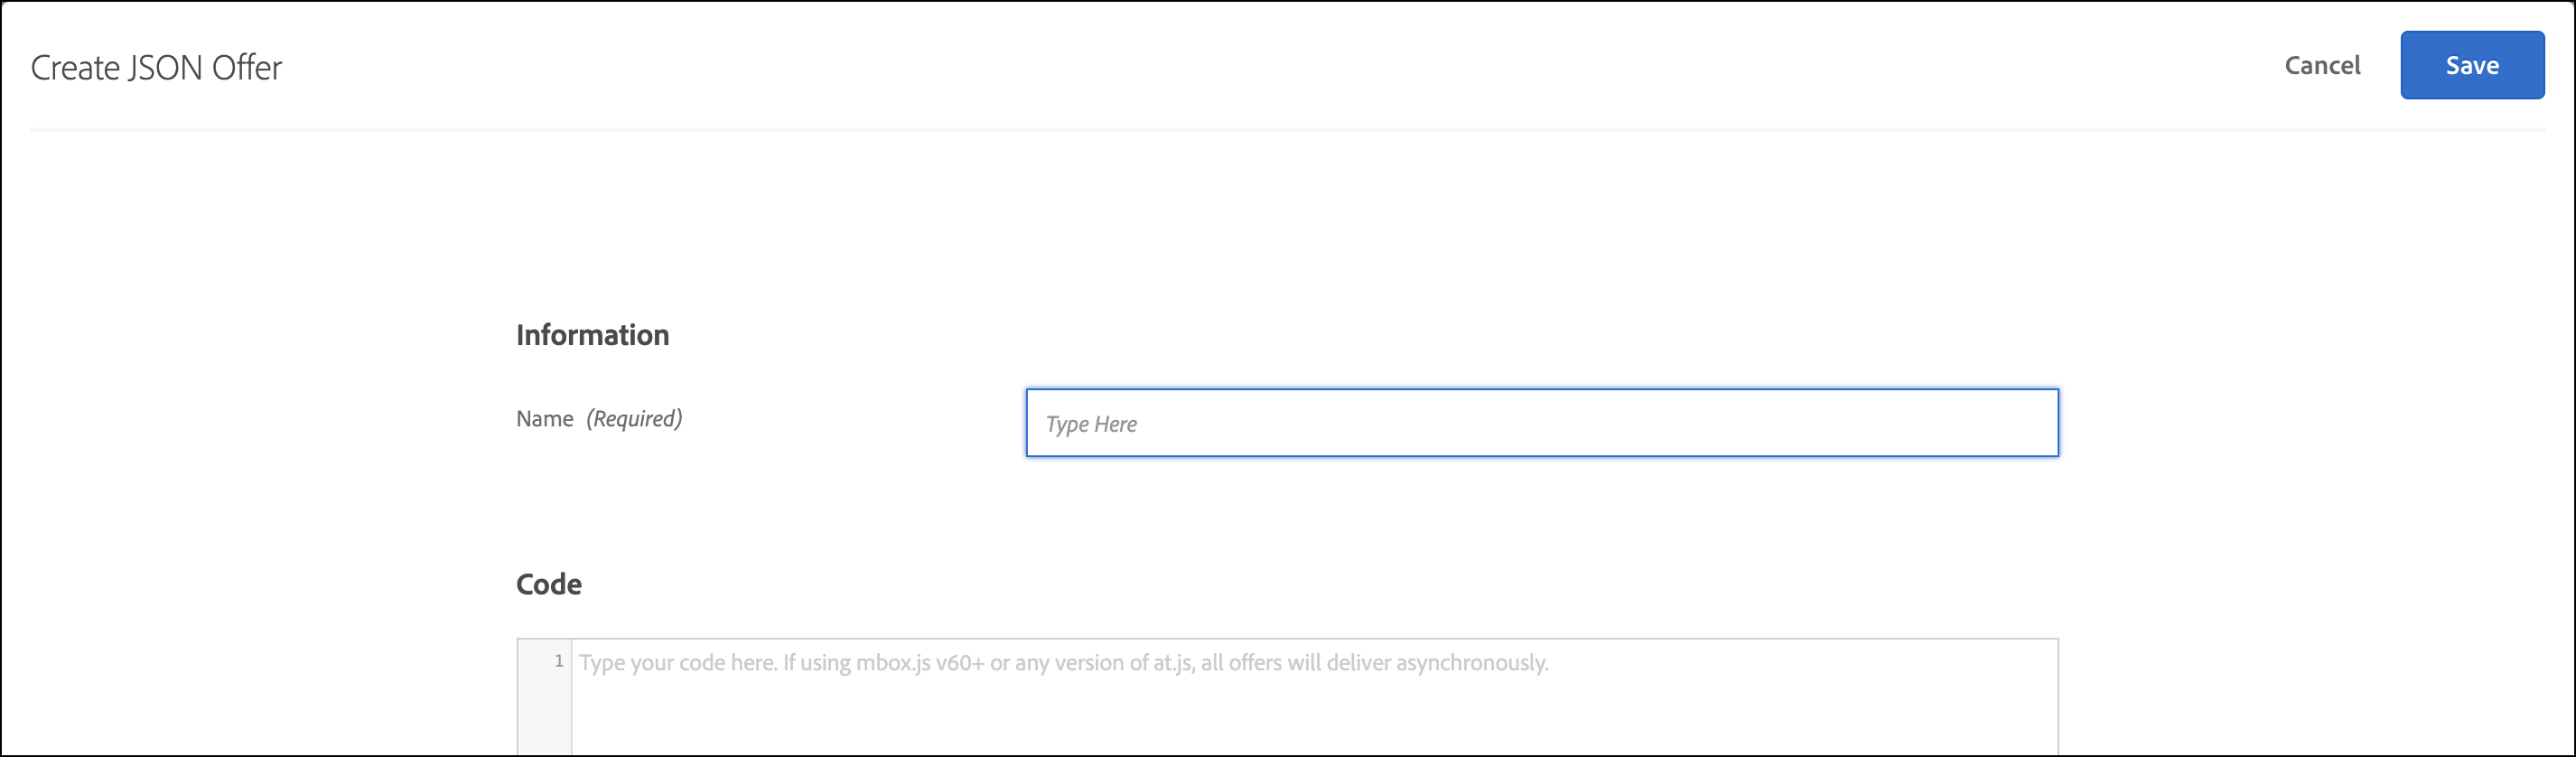 Create JSON Offer
Cancel
Save
Information
Name (Required)
Type Here
Code
1
Type your code here. If using mbox.js v60+ or any version of at.js, all offers will deliver asynchronously.